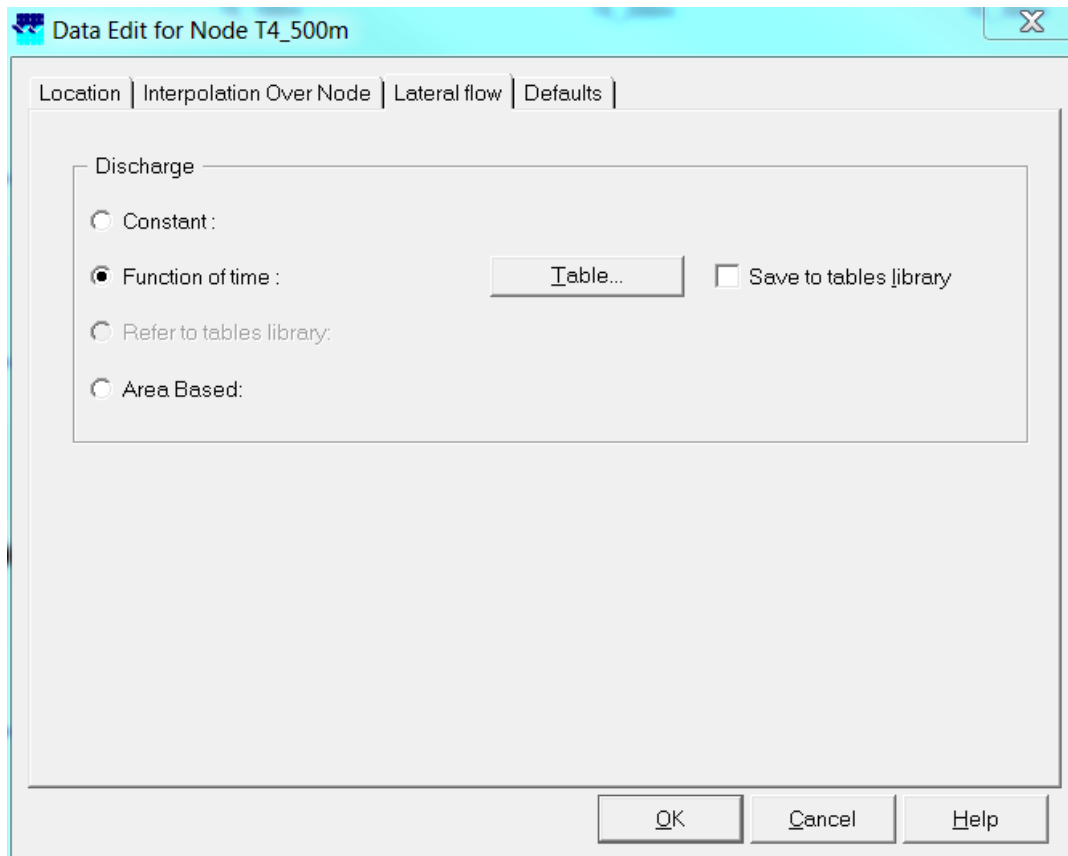 Data Edit for Node T4_500m
Location Interpolation Over Node Lateral flow Defaults
Discharge
Constant :
Function of time : Table... Save to tables library
Refer to tables library:
Area Based:
OK Cancel Help